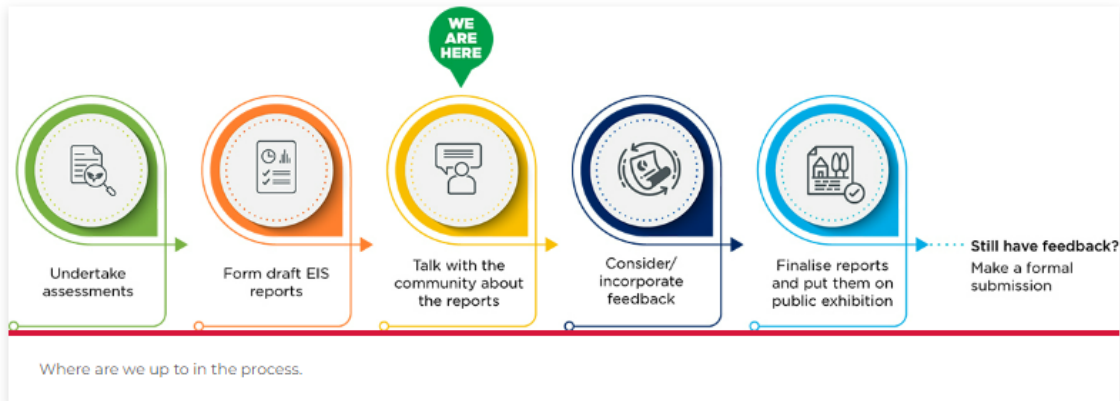 WE
ARE
HERE
Undertake
assessments
Form draft EIS
reports
Talk with the
community about
the reports
Consider/
incorporate
feedback
Finalise reports
and put them on
public exhibition
Still have feedback?
Make a formal
submission
Where are we up to in the process.